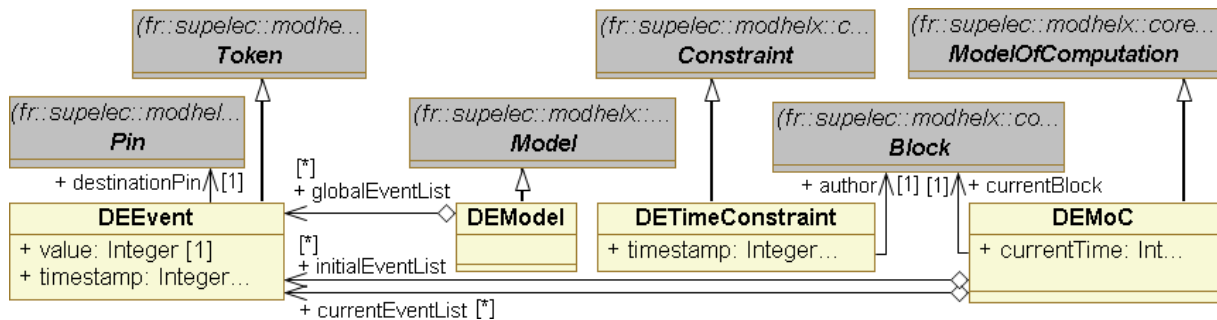 (fr::supelec::modhe...
Token
(fr::supelec::modhelx::c...
Constraint
(fr::supelec::modhelx::core...
ModelOfComputation
(fr::supelec::modhel...
Pin
(fr::supelec::modhelx::...
Model
(fr::supelec::modhelx::co...
Block
+ destinationPin [1]
[*]
+ globalEventList
+ author [1]
[1] + currentBlock
DEEvent
+ value: Integer [1]
+ timestamp: Integer...
DEModel
DETimeConstraint
+ timestamp: Integer...
DEMoC
+ currentTime: Int...
[*]
+ initialEventList
+ currentEventList [*]